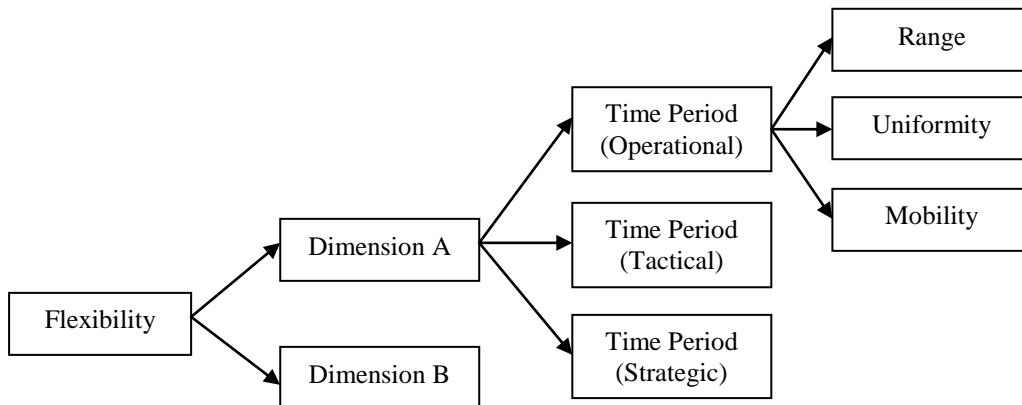 Flexibility
Dimension A
Dimension B
Time Period
(Operational)
Time Period
(Tactical)
Time Period
(Strategic)
Range
Uniformity
Mobility